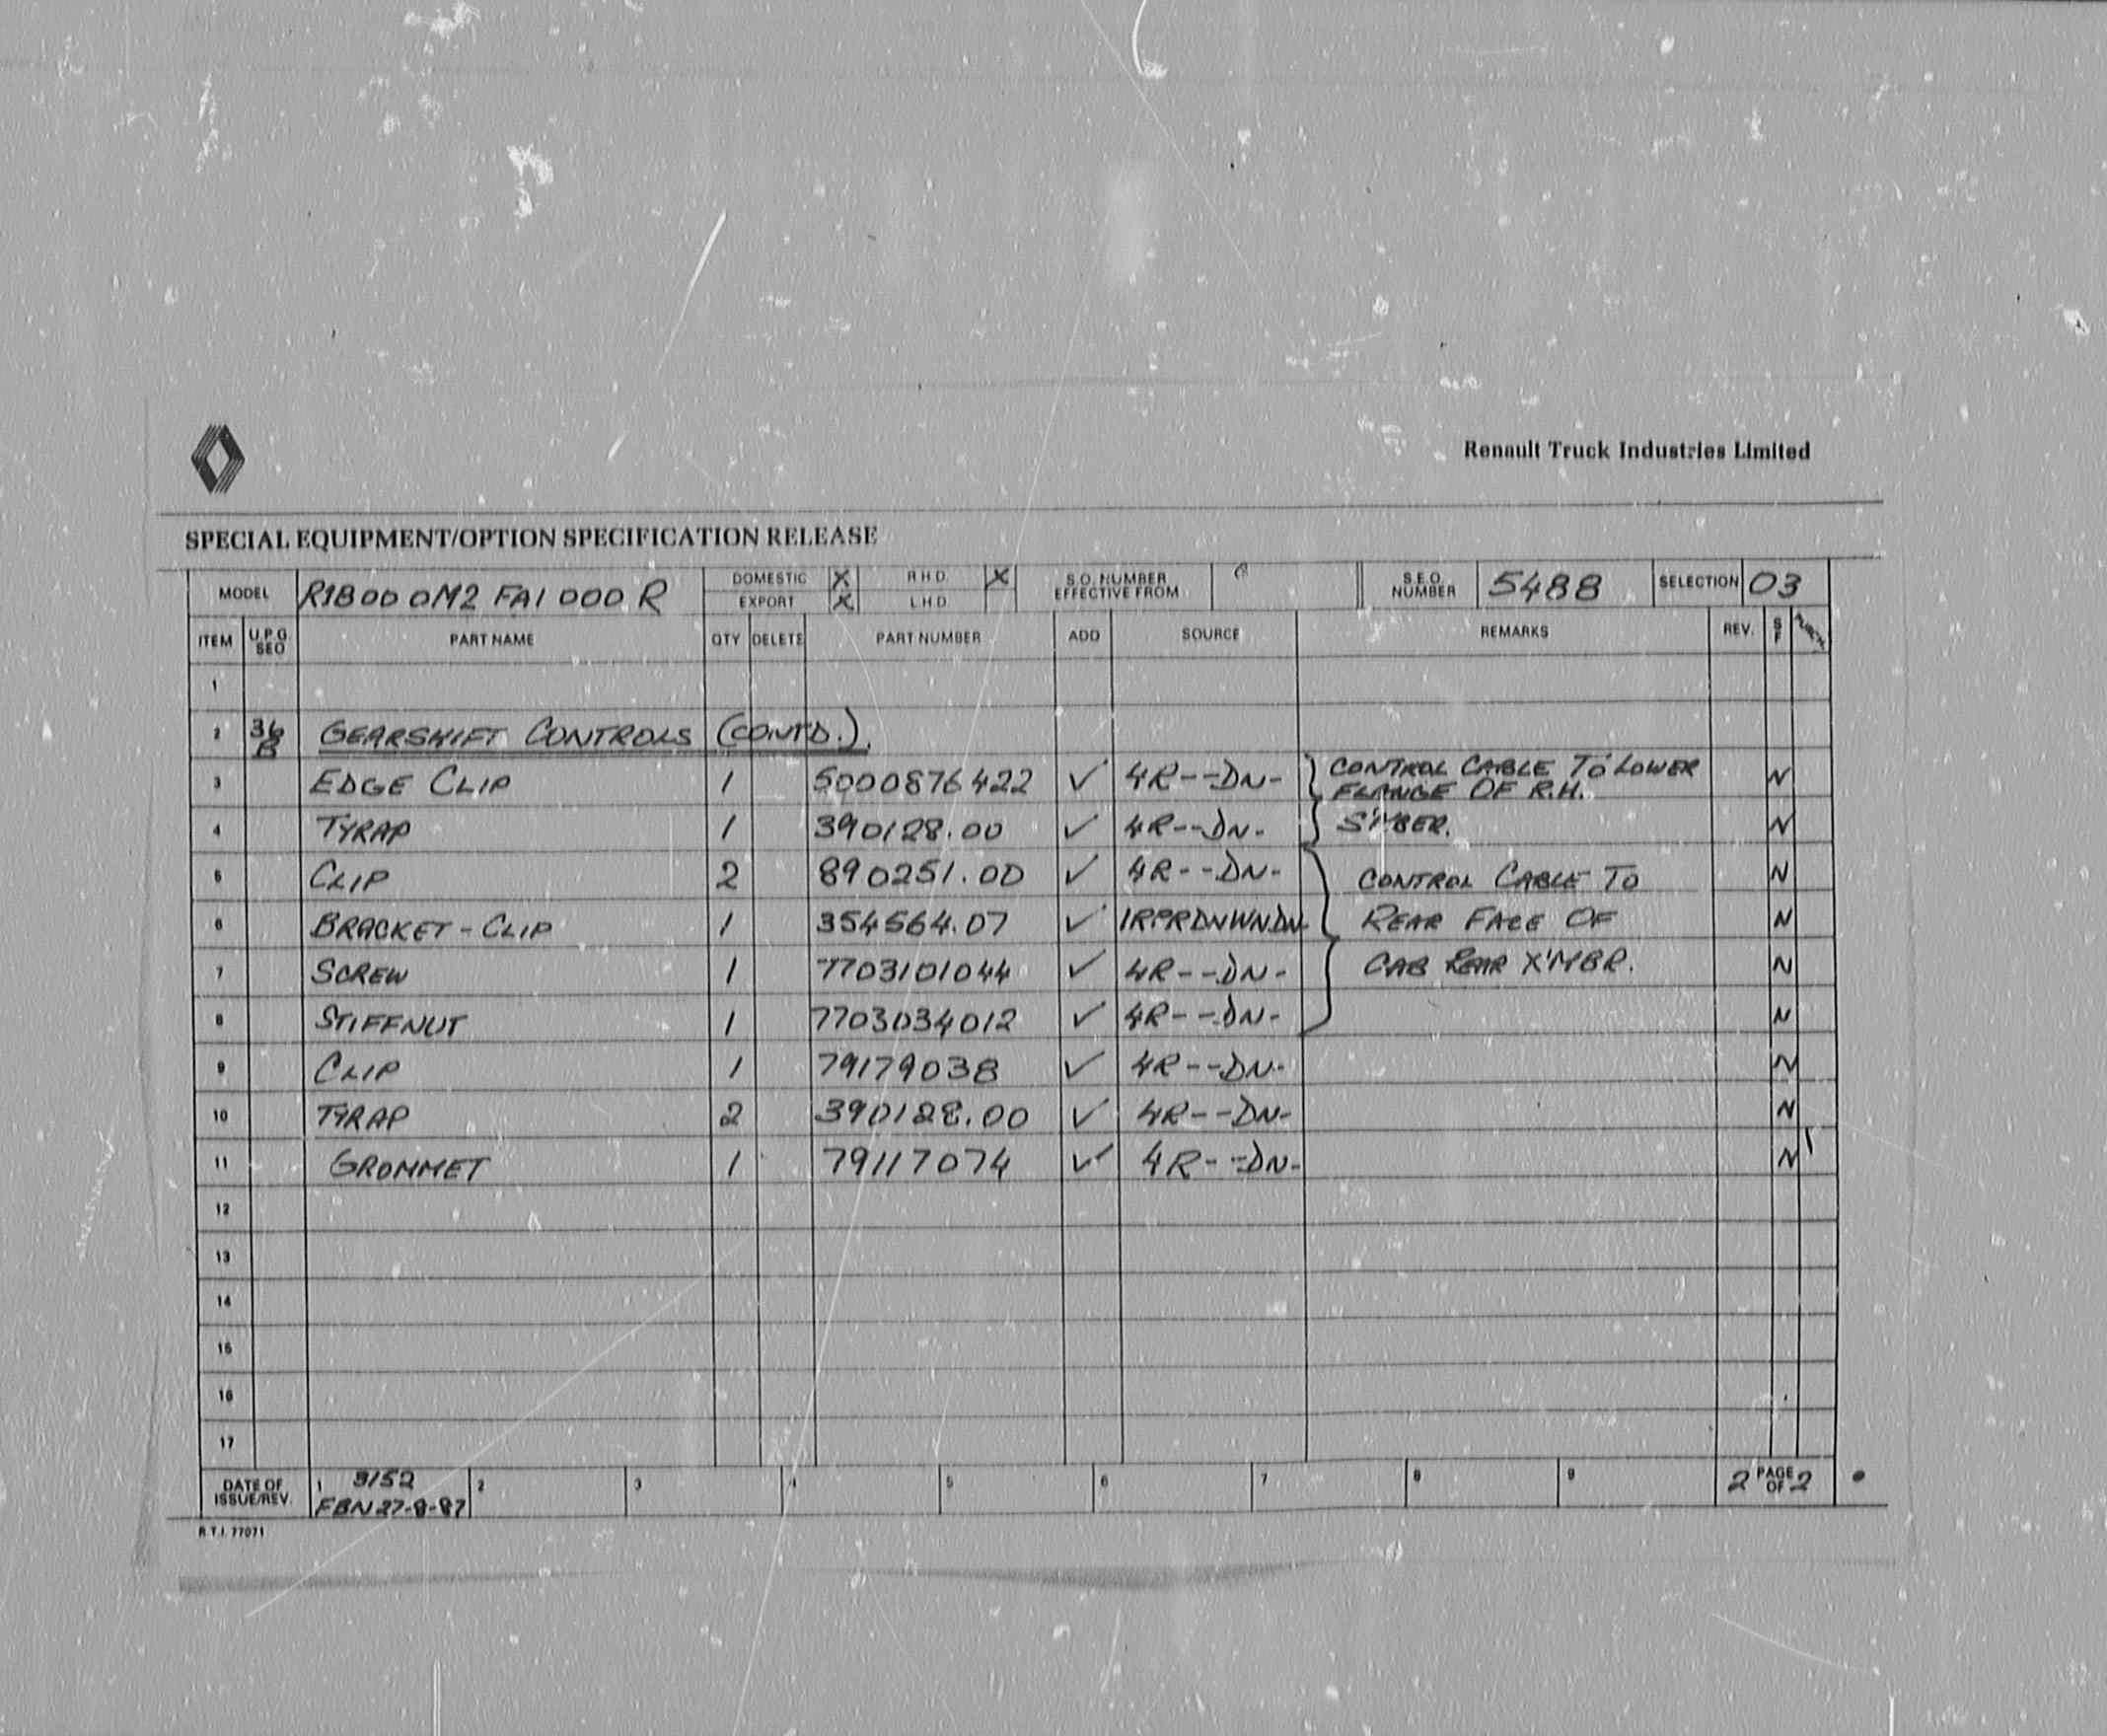 Renault Truck Industries Limited
SPECIAL EQUIPMENT/OPTION SPECIFICATION RELEASE
MODEL R1B000M2 FA1000 R DOMESTIC X R.H.D. X S.O. NUMBER EFFECTIVE FROM S.E.O. NUMBER 5488 SELECTION 03
EXPORT X L.H.D.
ITEM U.P.G. SEO PART NAME QTY DELETE PART NUMBER ADD SOURCE REMARKS REV. S F PURCH
1
2 36 B GEARSHIFT CONTROLS (CONT'D.).
3 EDGE CLIP 1 5000876422 ✓ 4R--DN- CONTROL CABLE TO LOWER FLANGE OF R.H. N
4 TYRAP 1 390128.00 ✓ 4R--DN- S'MBER. N
5 CLIP 2 890251.00 ✓ 4R--DN- CONTROL CABLE TO N
6 BRACKET-CLIP 1 354564.07 ✓ 1RPRDNWNDN REAR FACE OF N
7 SCREW 1 7703101044 ✓ 4R--DN- CAB REAR X'MBR. N
8 STIFFNUT 1 7703034012 ✓ 4R--DN- N
9 CLIP 1 79179038 ✓ 4R--DN- N
10 TYRAP 2 390128.00 ✓ 4R--DN- N
11 GROMMET 1 79117074 ✓ 4R--DN- N
12
13
14
15
16
17
DATE OF ISSUE/REV. 1 3152 2 3 4 5 6 7 8 9 2 PAGE OF 2
FBN 27-8-87
R.T.I. 77071